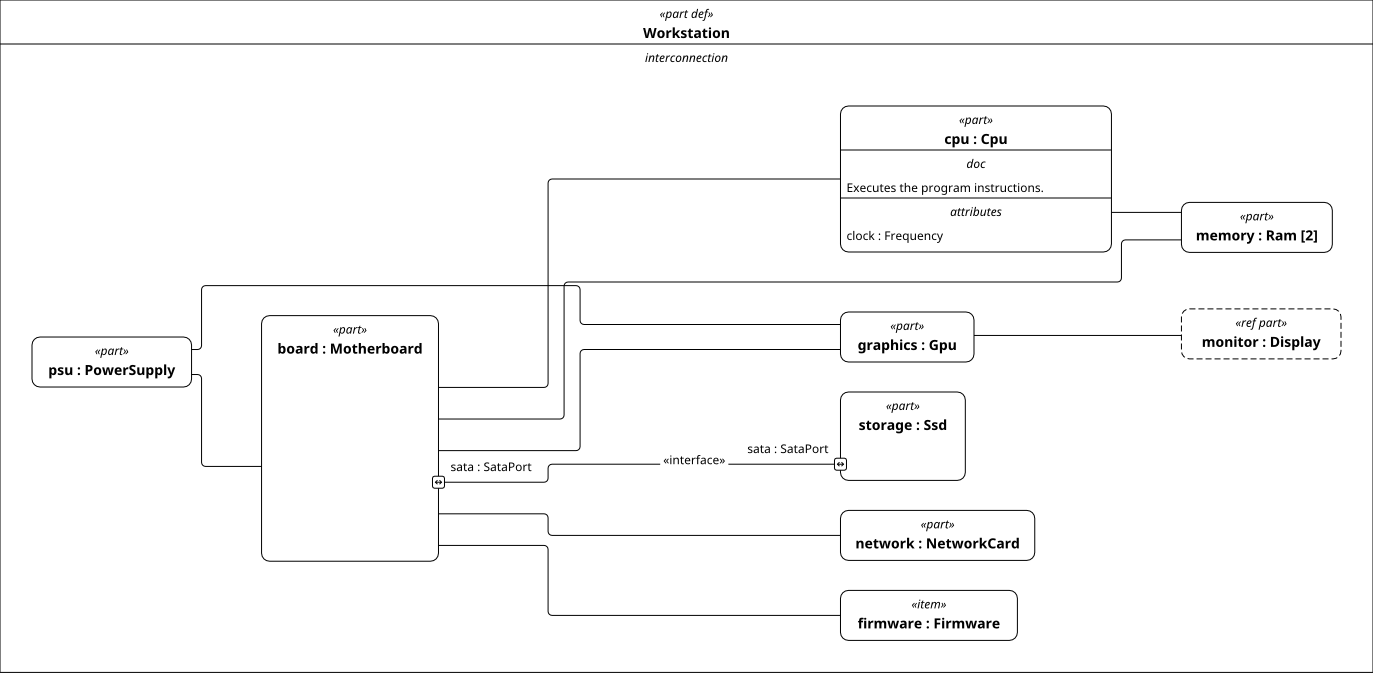 «part def»
Workstation
interconnection
«part»
cpu : Cpu
doc
Executes the program instructions.
attributes
clock : Frequency
«part»
memory : Ram [2]
«part»
psu : PowerSupply
«part»
board : Motherboard
«part»
graphics : Gpu
«ref part»
monitor : Display
«part»
storage : Ssd
sata : SataPort
«interface»
sata : SataPort
«part»
network : NetworkCard
«item»
firmware : Firmware